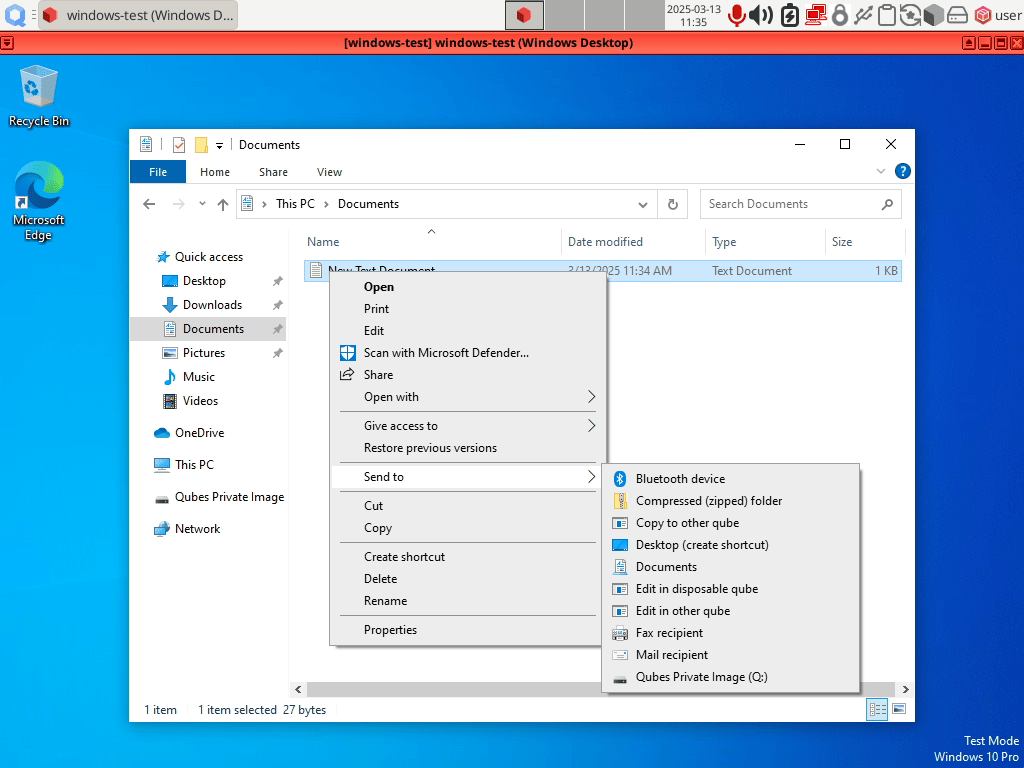 windows-test (Windows D...
2025-03-13
11:35
user
[windows-test] windows-test (Windows Desktop)
Recycle Bin
Microsoft
Edge
Documents
File
Home
Share
View
This PC
Documents
Search Documents
Name
Date modified
Type
Size
New Text Document
3/13/2025 11:34 AM
Text Document
1 KB
Quick access
Desktop
Downloads
Documents
Pictures
Music
Videos
OneDrive
This PC
Qubes Private Image
Network
Open
Print
Edit
Scan with Microsoft Defender...
Share
Open with
Give access to
Restore previous versions
Send to
Cut
Copy
Create shortcut
Delete
Rename
Properties
Bluetooth device
Compressed (zipped) folder
Copy to other qube
Desktop (create shortcut)
Documents
Edit in disposable qube
Edit in other qube
Fax recipient
Mail recipient
Qubes Private Image (Q:)
1 item
1 item selected 27 bytes
Test Mode
Windows 10 Pro